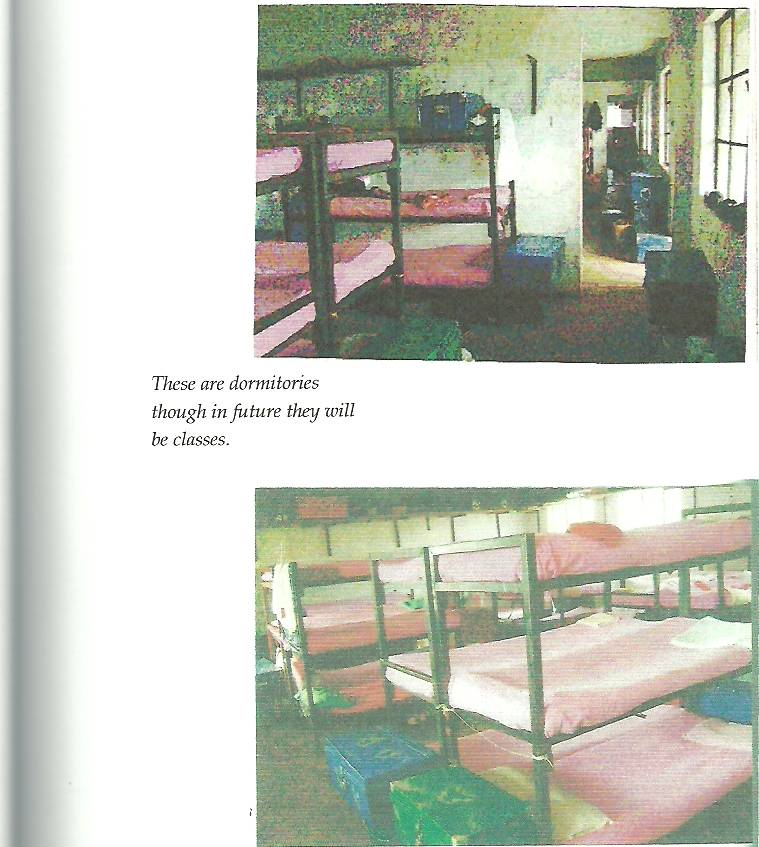 These are dormitories
though in future they will
be classes.